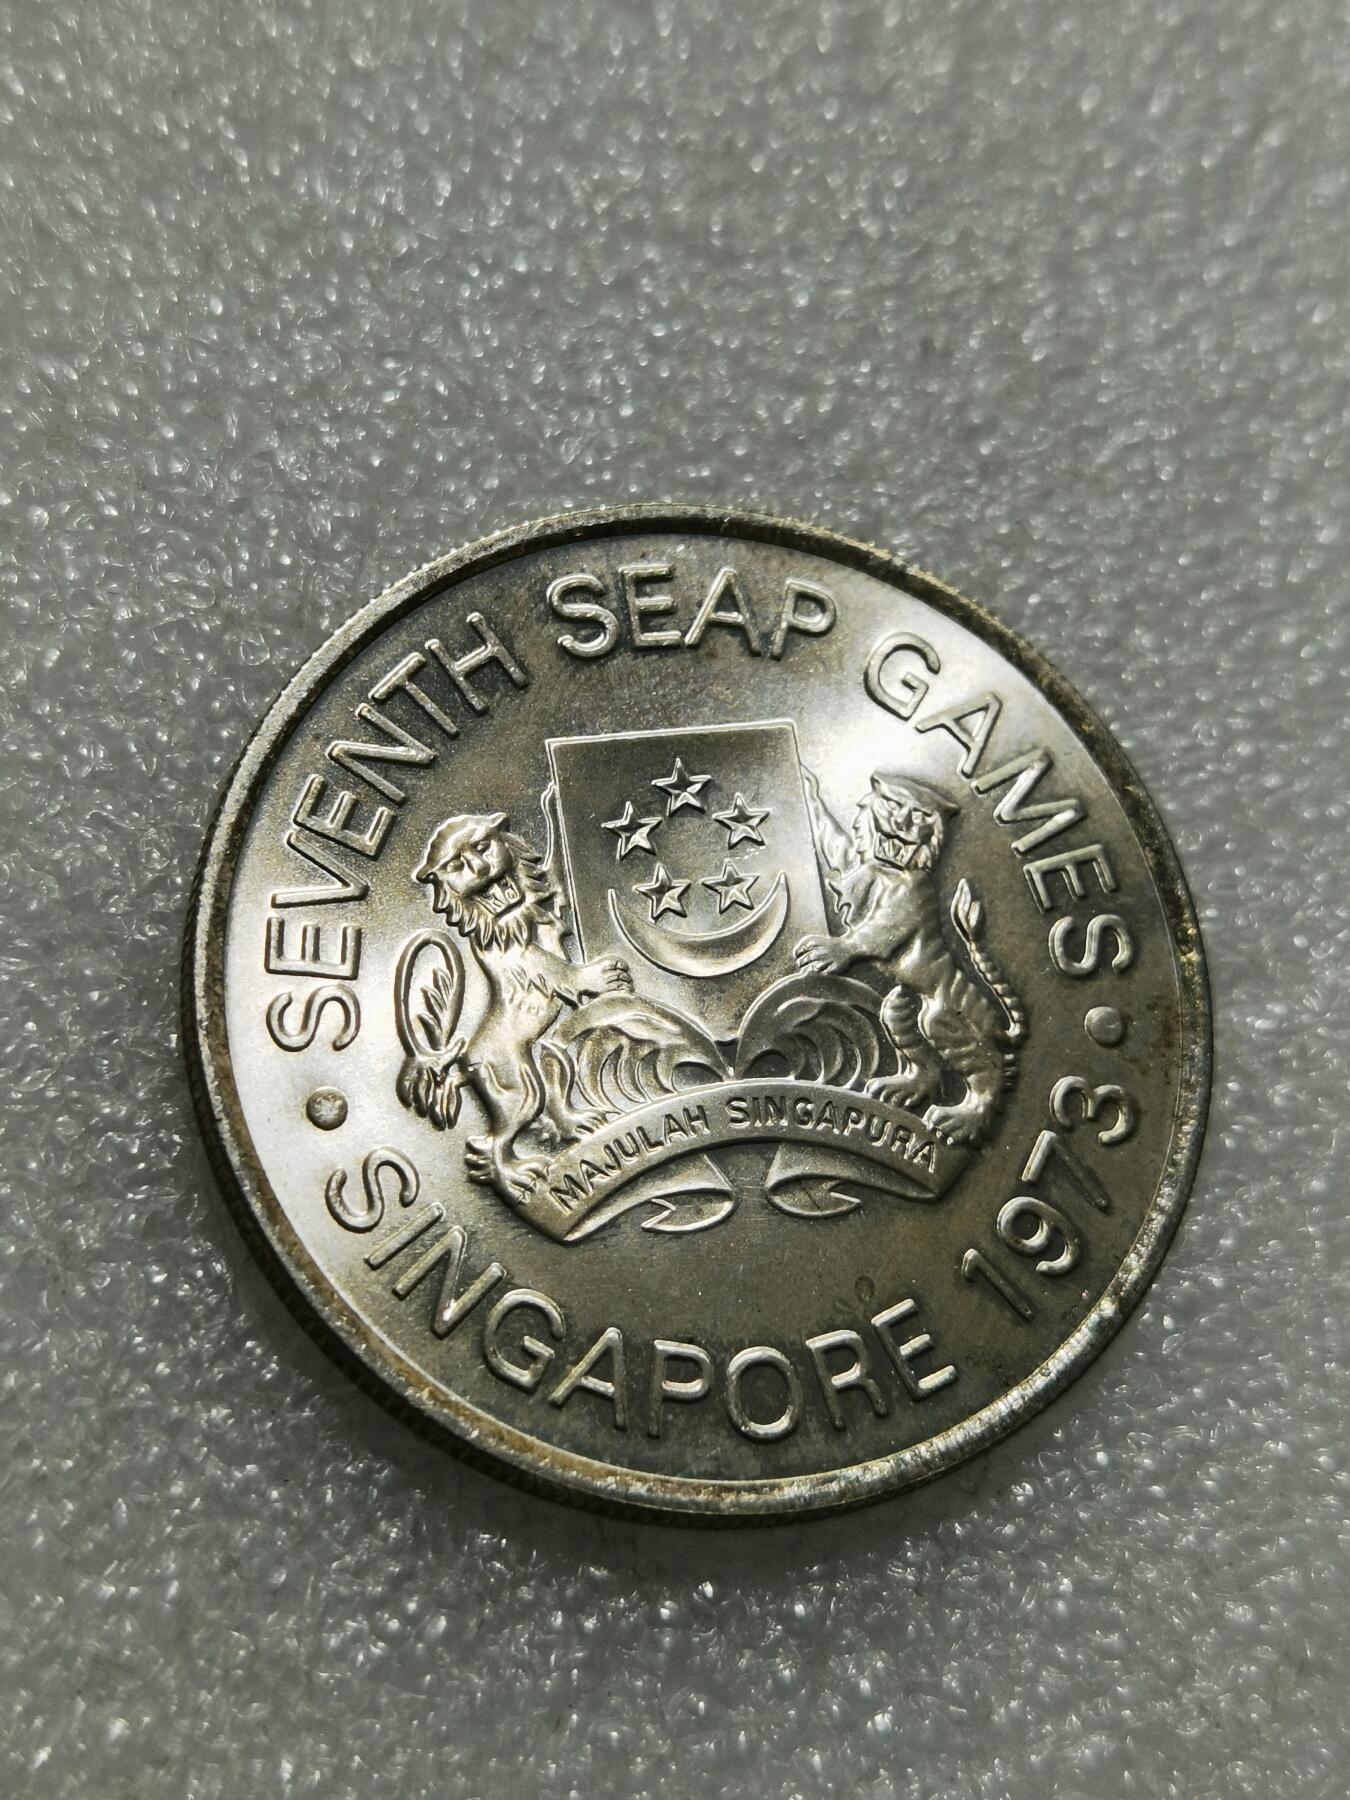 SEVENTH SEAP GAMES
MAJULAH SINGAPURA
SINGAPORE 1973